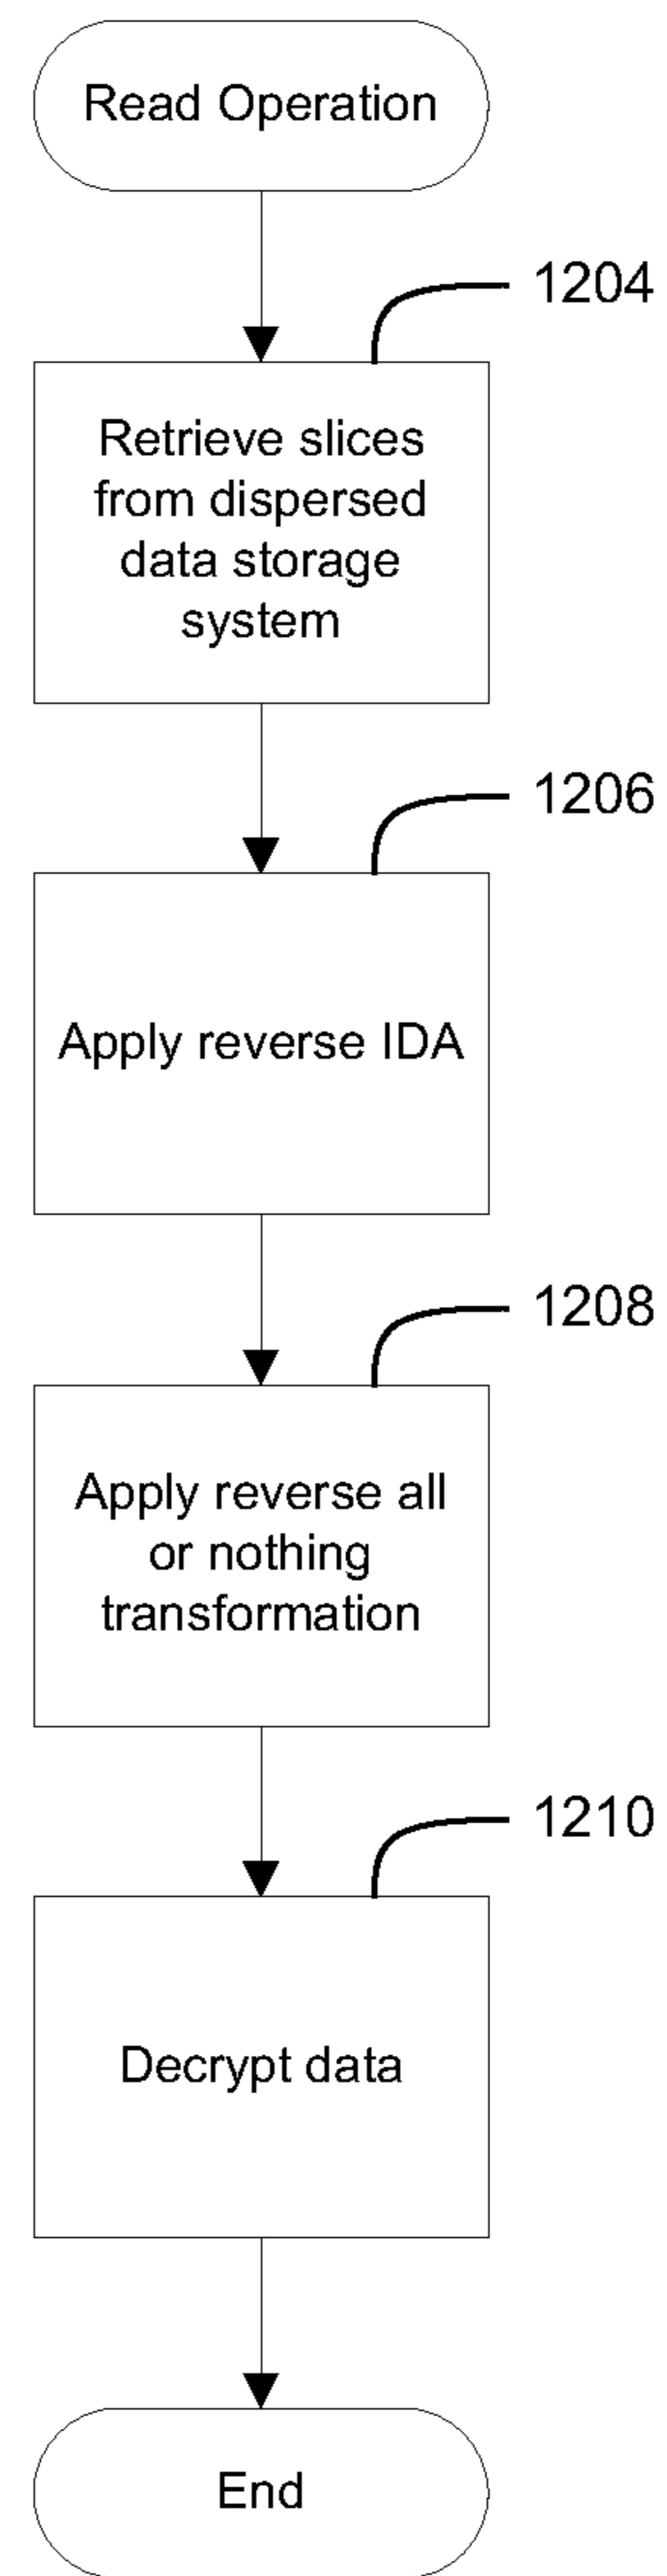 Read Operation
1204
Retrieve slices
from dispersed
data storage
system
1206
Apply reverse IDA
1208
Apply reverse all
or nothing
transformation
1210
Decrypt data
End